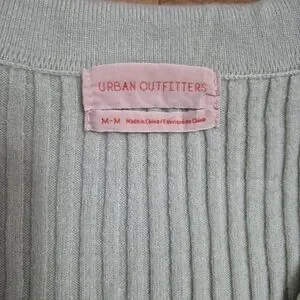 URBAN OUTFITTERS
M-M Made in China/Fabriqué en Chine